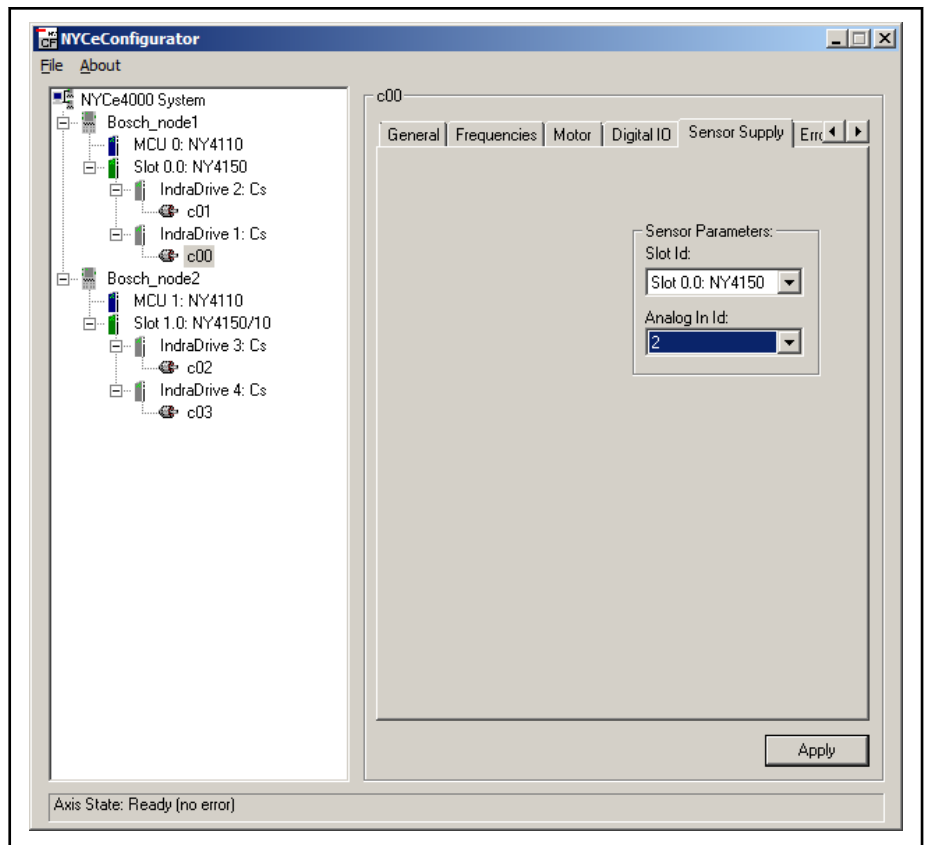 NYCeConfigurator
File About
NYCe4000 System
Bosch_node1
MCU 0: NY4110
Slot 0.0: NY4150
IndraDrive 2: Cs
c01
IndraDrive 1: Cs
c00
Bosch_node2
MCU 1: NY4110
Slot 1.0: NY4150/10
IndraDrive 3: Cs
c02
IndraDrive 4: Cs
c03
c00
General Frequencies Motor Digital IO Sensor Supply
Sensor Parameters:
Slot Id:
Slot 0.0: NY4150
Analog In Id:
2
Apply
Axis State: Ready (no error)